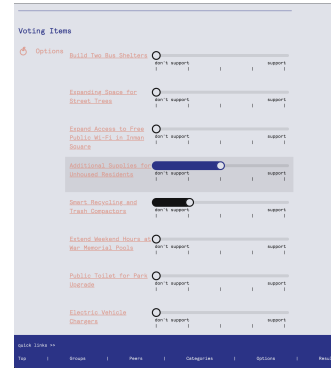 Voting Items
Options
Build Two Bus Shelters
don't support support
Expanding Space for
Street Trees
don't support support
Expand Access to Free
Public Wi-Fi in Inman
Square
don't support support
Additional Supplies for
Unhoused Residents
don't support support
Smart Recycling and
Trash Compactors
don't support support
Extend Weekend Hours at
War Memorial Pools
don't support support
Public Toilet for Park
Upgrade
don't support support
Electric Vehicle
Chargers
don't support support
quick links >>
Top | Groups | Peers | Categories | Options | Resul